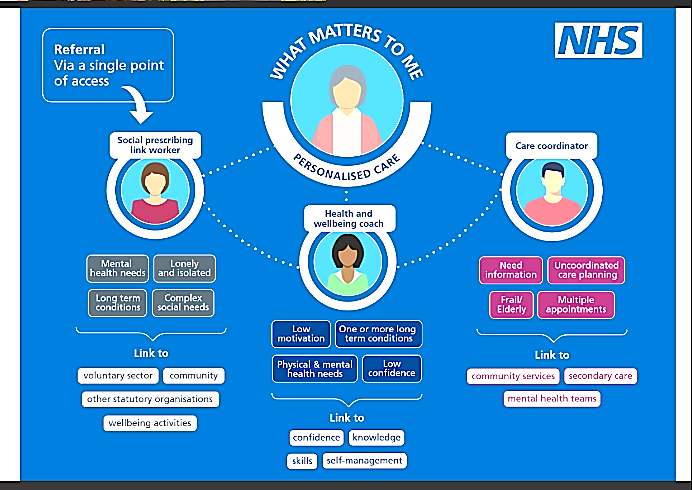 Referral
Via a single point
of access
WHAT MATTERS TO ME
PERSONALISED CARE
NHS
Social prescribing
link worker
Mental
health needs
Lonely
and isolated
Long term
conditions
Complex
social needs
Link to
voluntary sector
community
other statutory organisations
wellbeing activities
Health and
wellbeing coach
Low
motivation
One or more long
term conditions
Physical & mental
health needs
Low
confidence
Link to
confidence
knowledge
skills
self-management
Care coordinator
Need
information
Uncoordinated
care planning
Frail/
Elderly
Multiple
appointments
Link to
community services
secondary care
mental health teams